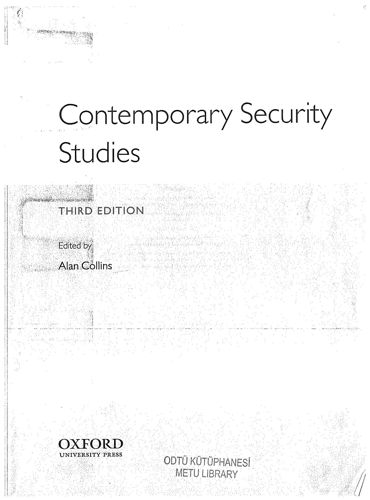 Contemporary Security
Studies
THIRD EDITION
Edited by
Alan Collins
OXFORD
UNIVERSITY PRESS
ODTÜ KÜTÜPHANESİ
METU LIBRARY